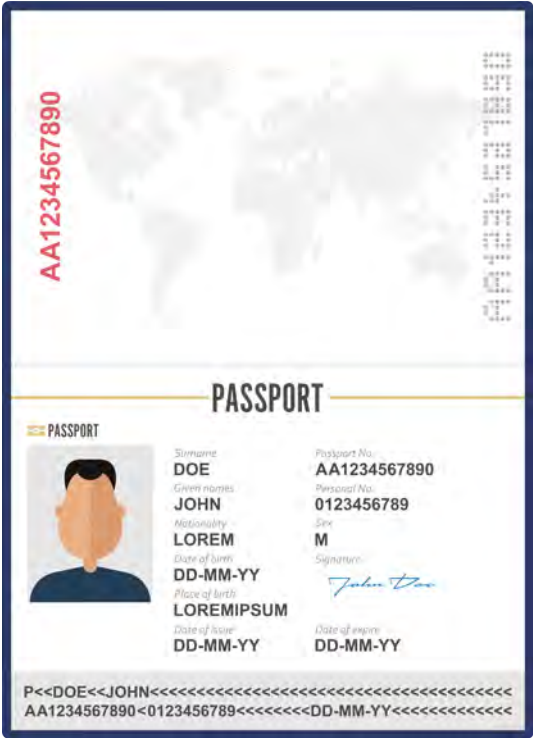 AA1234567890
AA1234567890
PASSPORT
PASSPORT
Surname
DOE
Passport No.
AA1234567890
Given names
JOHN
Personal No.
0123456789
Nationality
LOREM
Sex
M
Date of birth
DD-MM-YY
Signature
John Doe
Place of birth
LOREMIPSUM
Date of issue
DD-MM-YY
Date of expire
DD-MM-YY
P<<DOE<<JOHN<<<<<<<<<<<<<<<<<<<<<<<<<<<<<<<<<<<<<<<<
AA1234567890<0123456789<<<<<<<<DD-MM-YY<<<<<<<<<<<<<